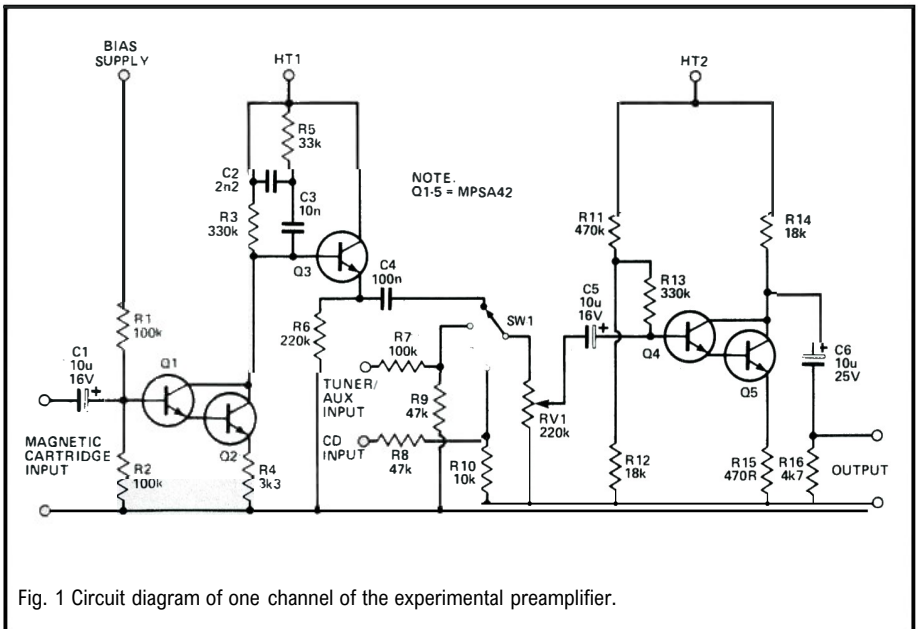 BIAS
SUPPLY
HT1
HT2
R5
33k
C2
2n2
C3
10n
NOTE.
Q1-5 = MPSA42
R3
330k
R11
470k
R14
18k
Q3
C4
100n
R13
330k
C5
10u
16V
+
SW1
R1
100k
R6
220k
R7
100k
Q4
C6
10u
25V
+
C1
10u
16V
+
Q1
TUNER/
AUX
INPUT
R9
47k
RV1
220k
Q5
MAGNETIC
CARTRIDGE
INPUT
Q2
CD
INPUT
R8
47k
R2
100k
R4
3k3
R10
10k
R12
18k
R15
470R
R16
4k7
OUTPUT
Fig. 1 Circuit diagram of one channel of the experimental preamplifier.